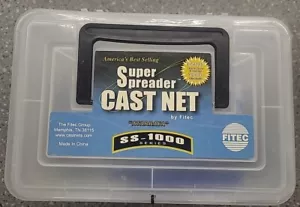 America's Best Selling
Super
Spreader
CAST NET
by Fitec
The Fitec Group
Memphis, TN 38115
www.castnets.com
Made in China
SS-1000
SERIES
FITEC